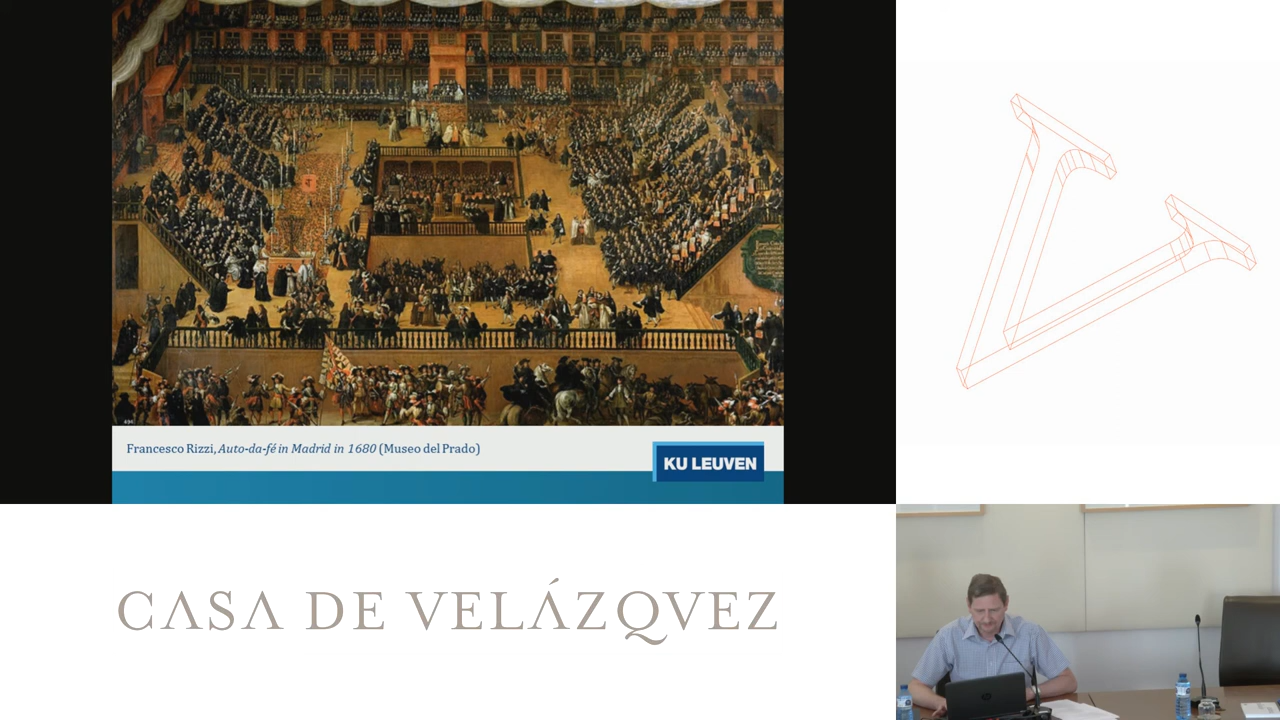 Francesco Rizzi, Auto-da-fé in Madrid in 1680 (Museo del Prado)
KU LEUVEN
CASA DE VELÁZQVEZ